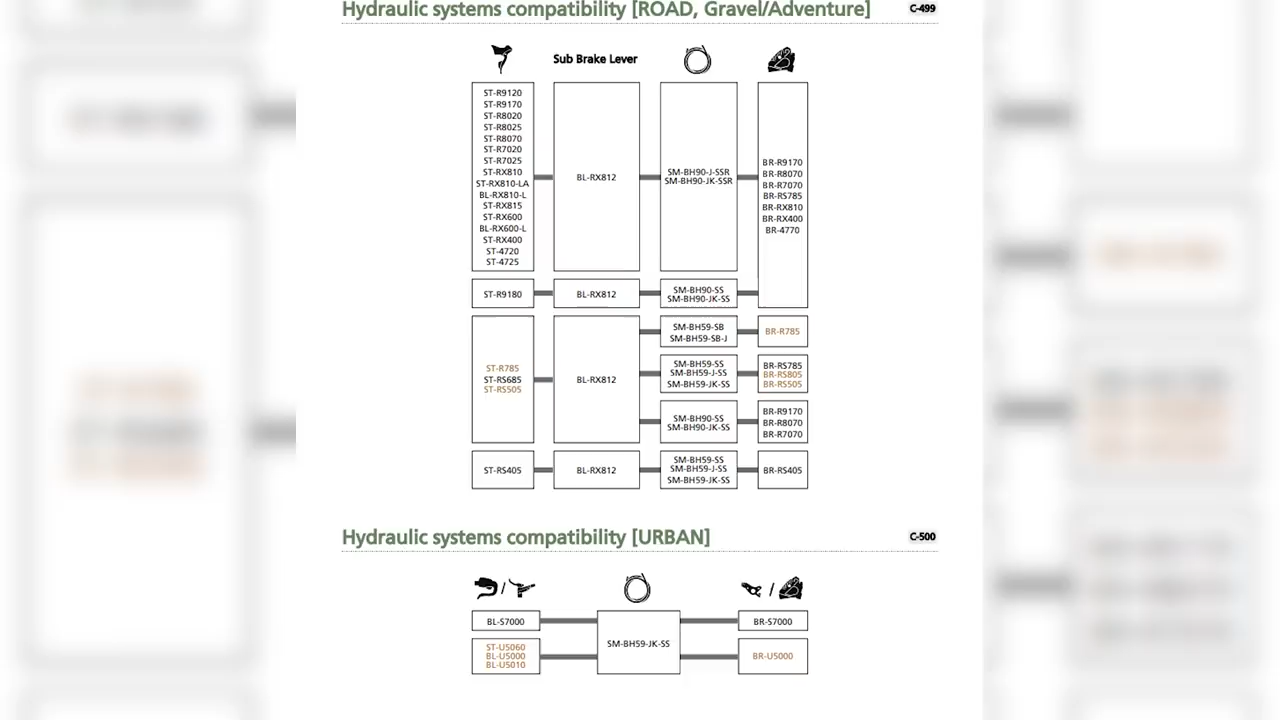 Hydraulic systems compatibility [ROAD, Gravel/Adventure]
C-499
Sub Brake Lever
ST-R9120
ST-R9170
ST-R8020
ST-R8025
ST-R8070
ST-R7020
ST-R7025
ST-RX810
ST-RX810-LA
BL-RX810-L
ST-RX815
ST-RX600
BL-RX600-L
ST-RX400
ST-4720
ST-4725
BL-RX812
SM-BH90-J-SSR
SM-BH90-JK-SSR
BR-R9170
BR-R8070
BR-R7070
BR-RS785
BR-RX810
BR-RX400
BR-4770
ST-R9180
BL-RX812
SM-BH90-SS
SM-BH90-JK-SS
ST-R785
ST-RS685
ST-RS505
BL-RX812
SM-BH59-SB
SM-BH59-SB-J
BR-R785
SM-BH59-SS
SM-BH59-J-SS
SM-BH59-JK-SS
BR-RS785
BR-RS805
BR-RS505
SM-BH90-SS
SM-BH90-JK-SS
BR-R9170
BR-R8070
BR-R7070
ST-RS405
BL-RX812
SM-BH59-SS
SM-BH59-J-SS
SM-BH59-JK-SS
BR-RS405
Hydraulic systems compatibility [URBAN]
C-500
/
/
BL-S7000
SM-BH59-JK-SS
BR-S7000
ST-U5060
BL-U5000
BL-U5010
BR-U5000